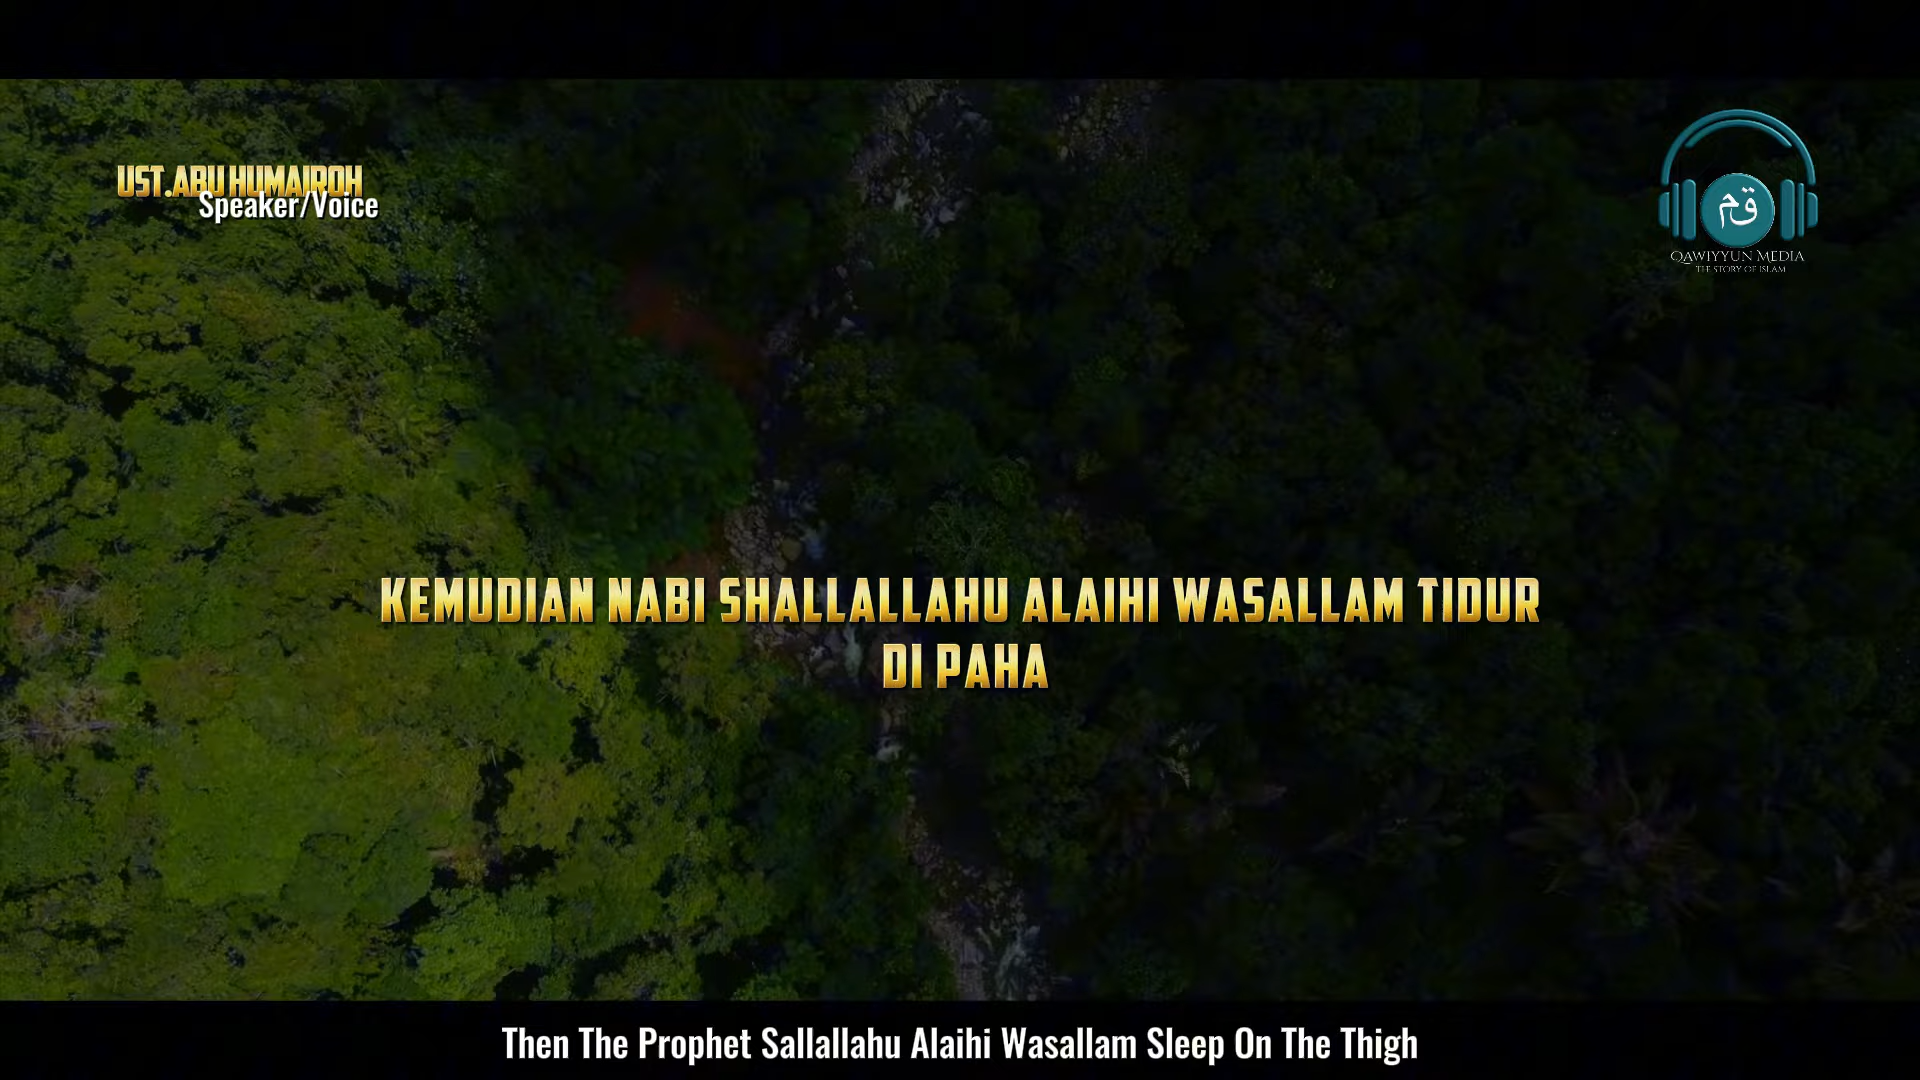 UST.ABU HUMAIROH
Speaker/Voice
قم
QAWIYYUN MEDIA
THE STORY OF ISLAM
KEMUDIAN NABI SHALLALLAHU ALAIHI WASALLAM TIDUR
DI PAHA
Then The Prophet Sallallahu Alaihi Wasallam Sleep On The Thigh